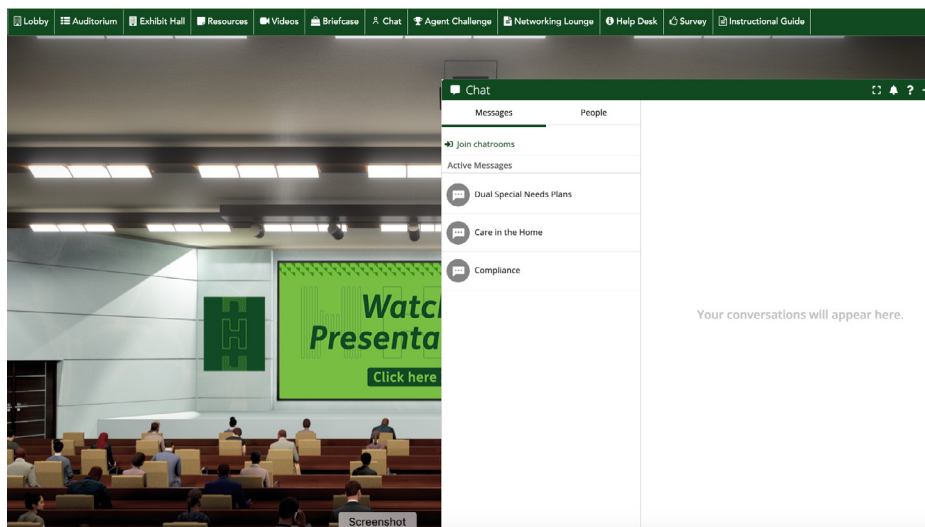 Lobby Auditorium Exhibit Hall Resources Videos Briefcase Chat Agent Challenge Networking Lounge Help Desk Survey Instructional Guide
Chat
Messages People
Join chatrooms
Active Messages
Dual Special Needs Plans
Care in the Home
Compliance
Your conversations will appear here.
Watch
Presenta
Click here
Screenshot